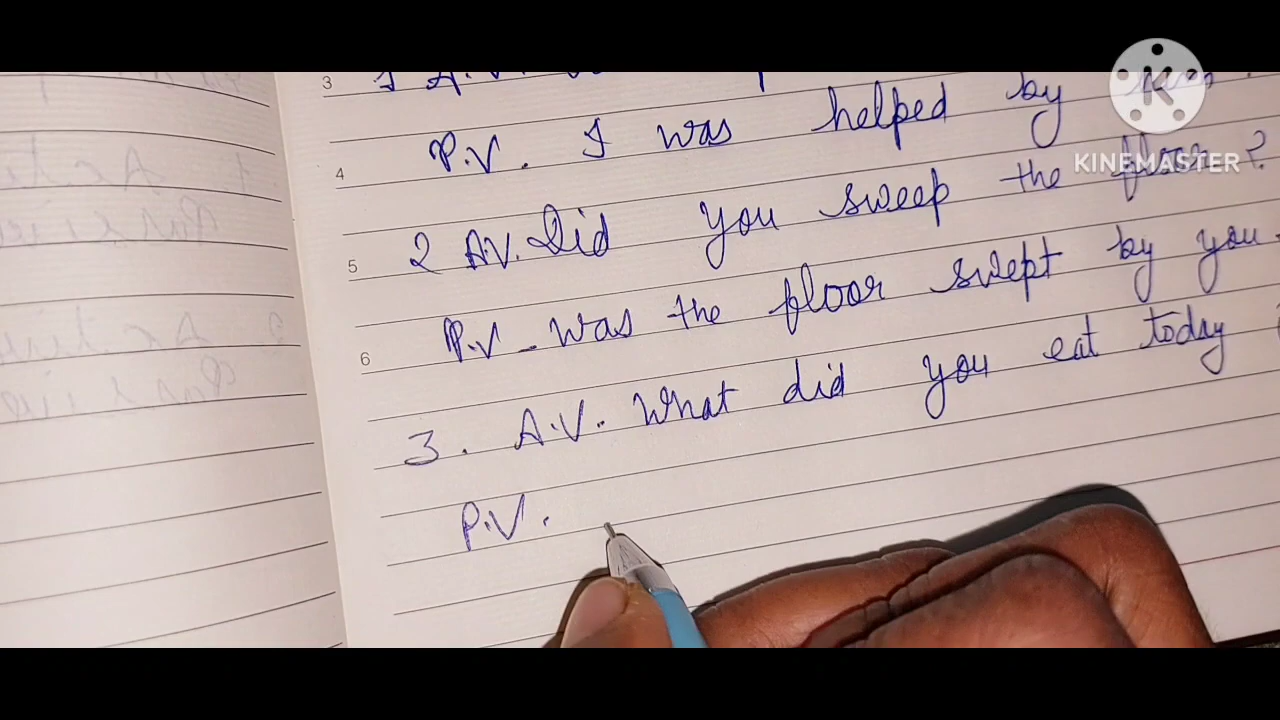 3 1 A.V.
4 P.V. I was helped by
KINEMASTER
5 2 A.V. Did you sweep the floor?
6 P.V - Was the floor swept by you.
3. A.V. What did you eat today
P.V.